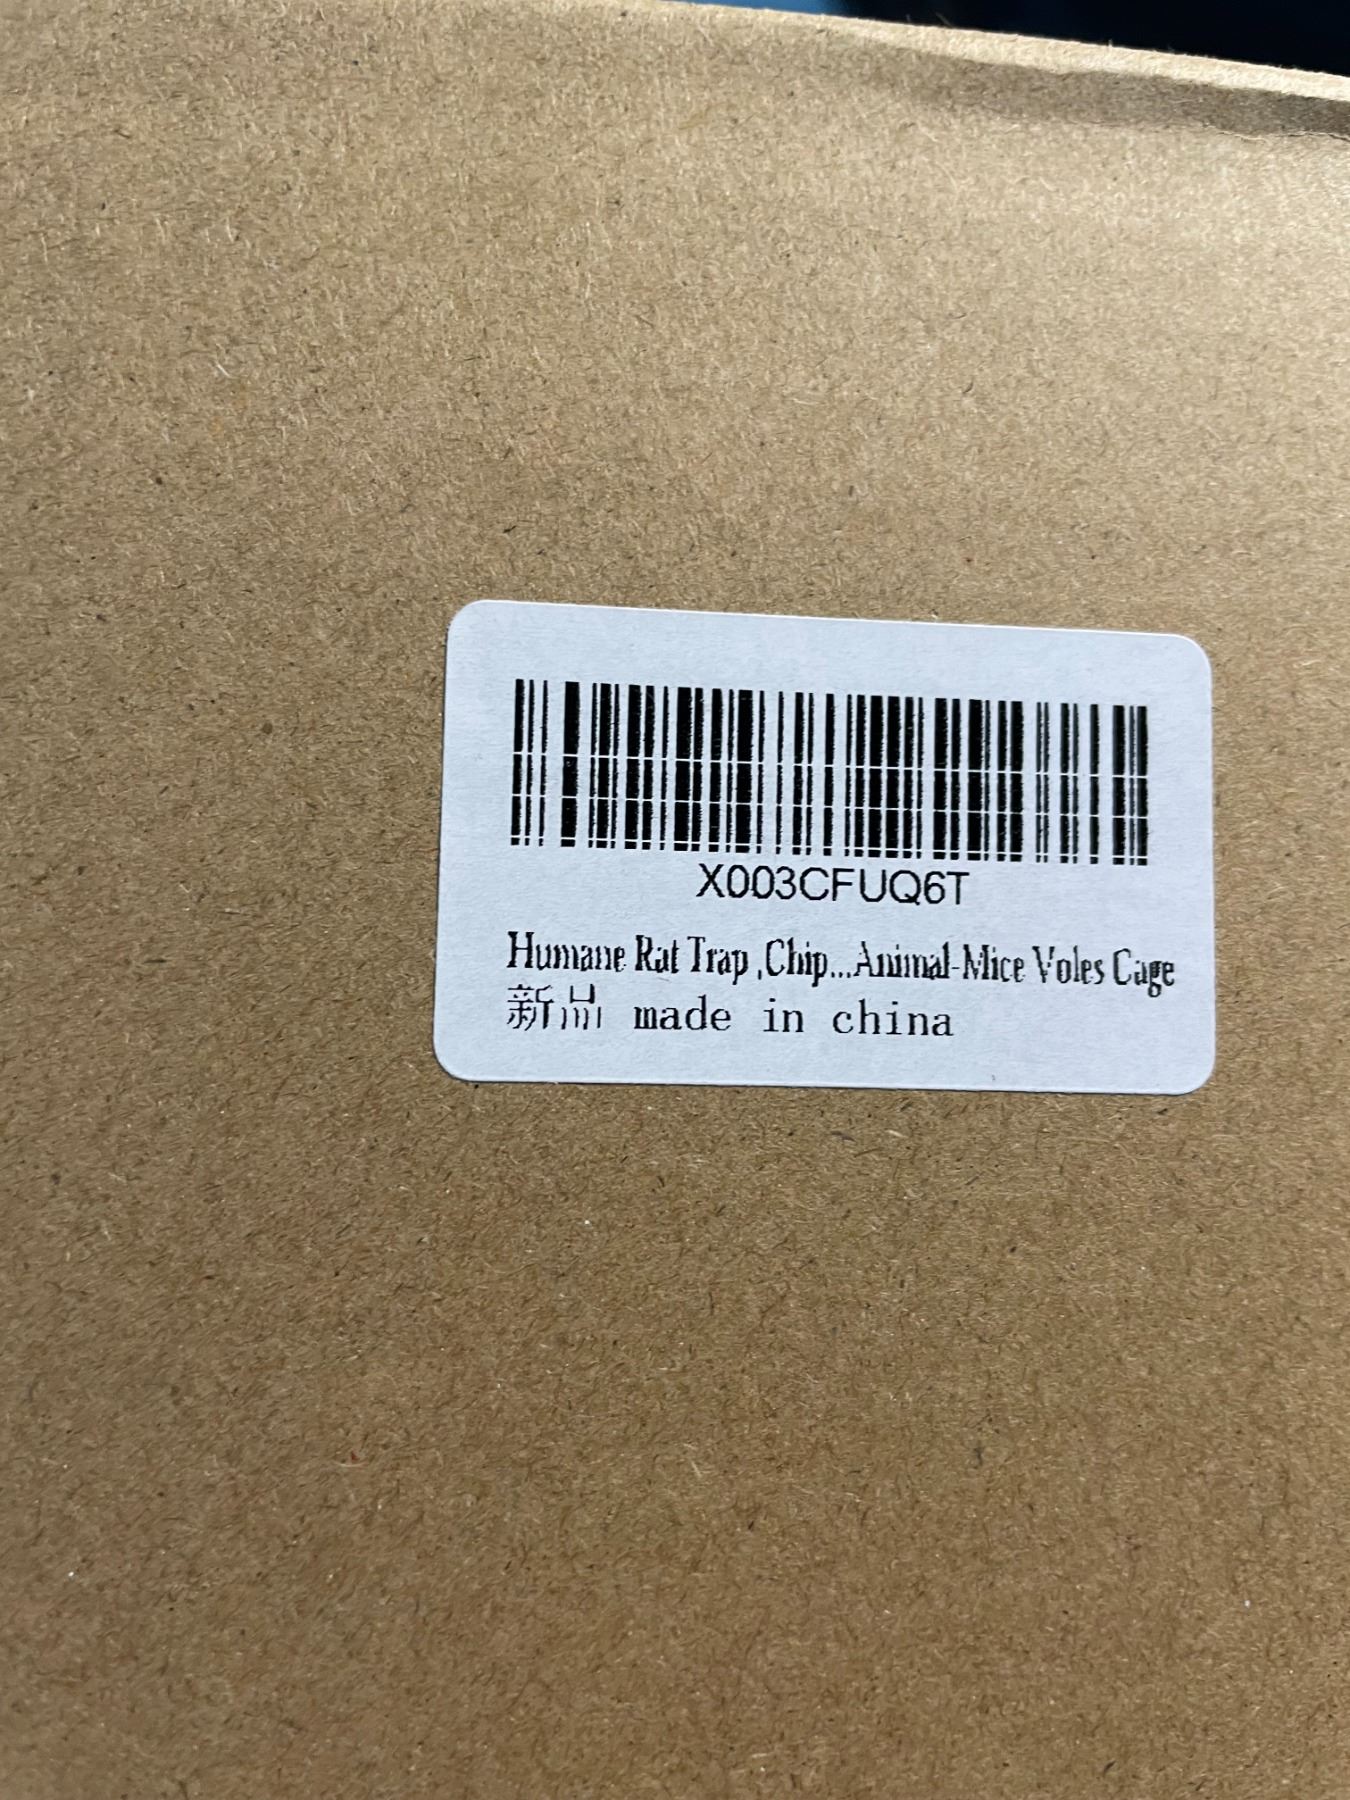 X003CFUQ6T
Humane Rat Trap ,Chip...Animal-Mice Voles Cage
新品 made in china